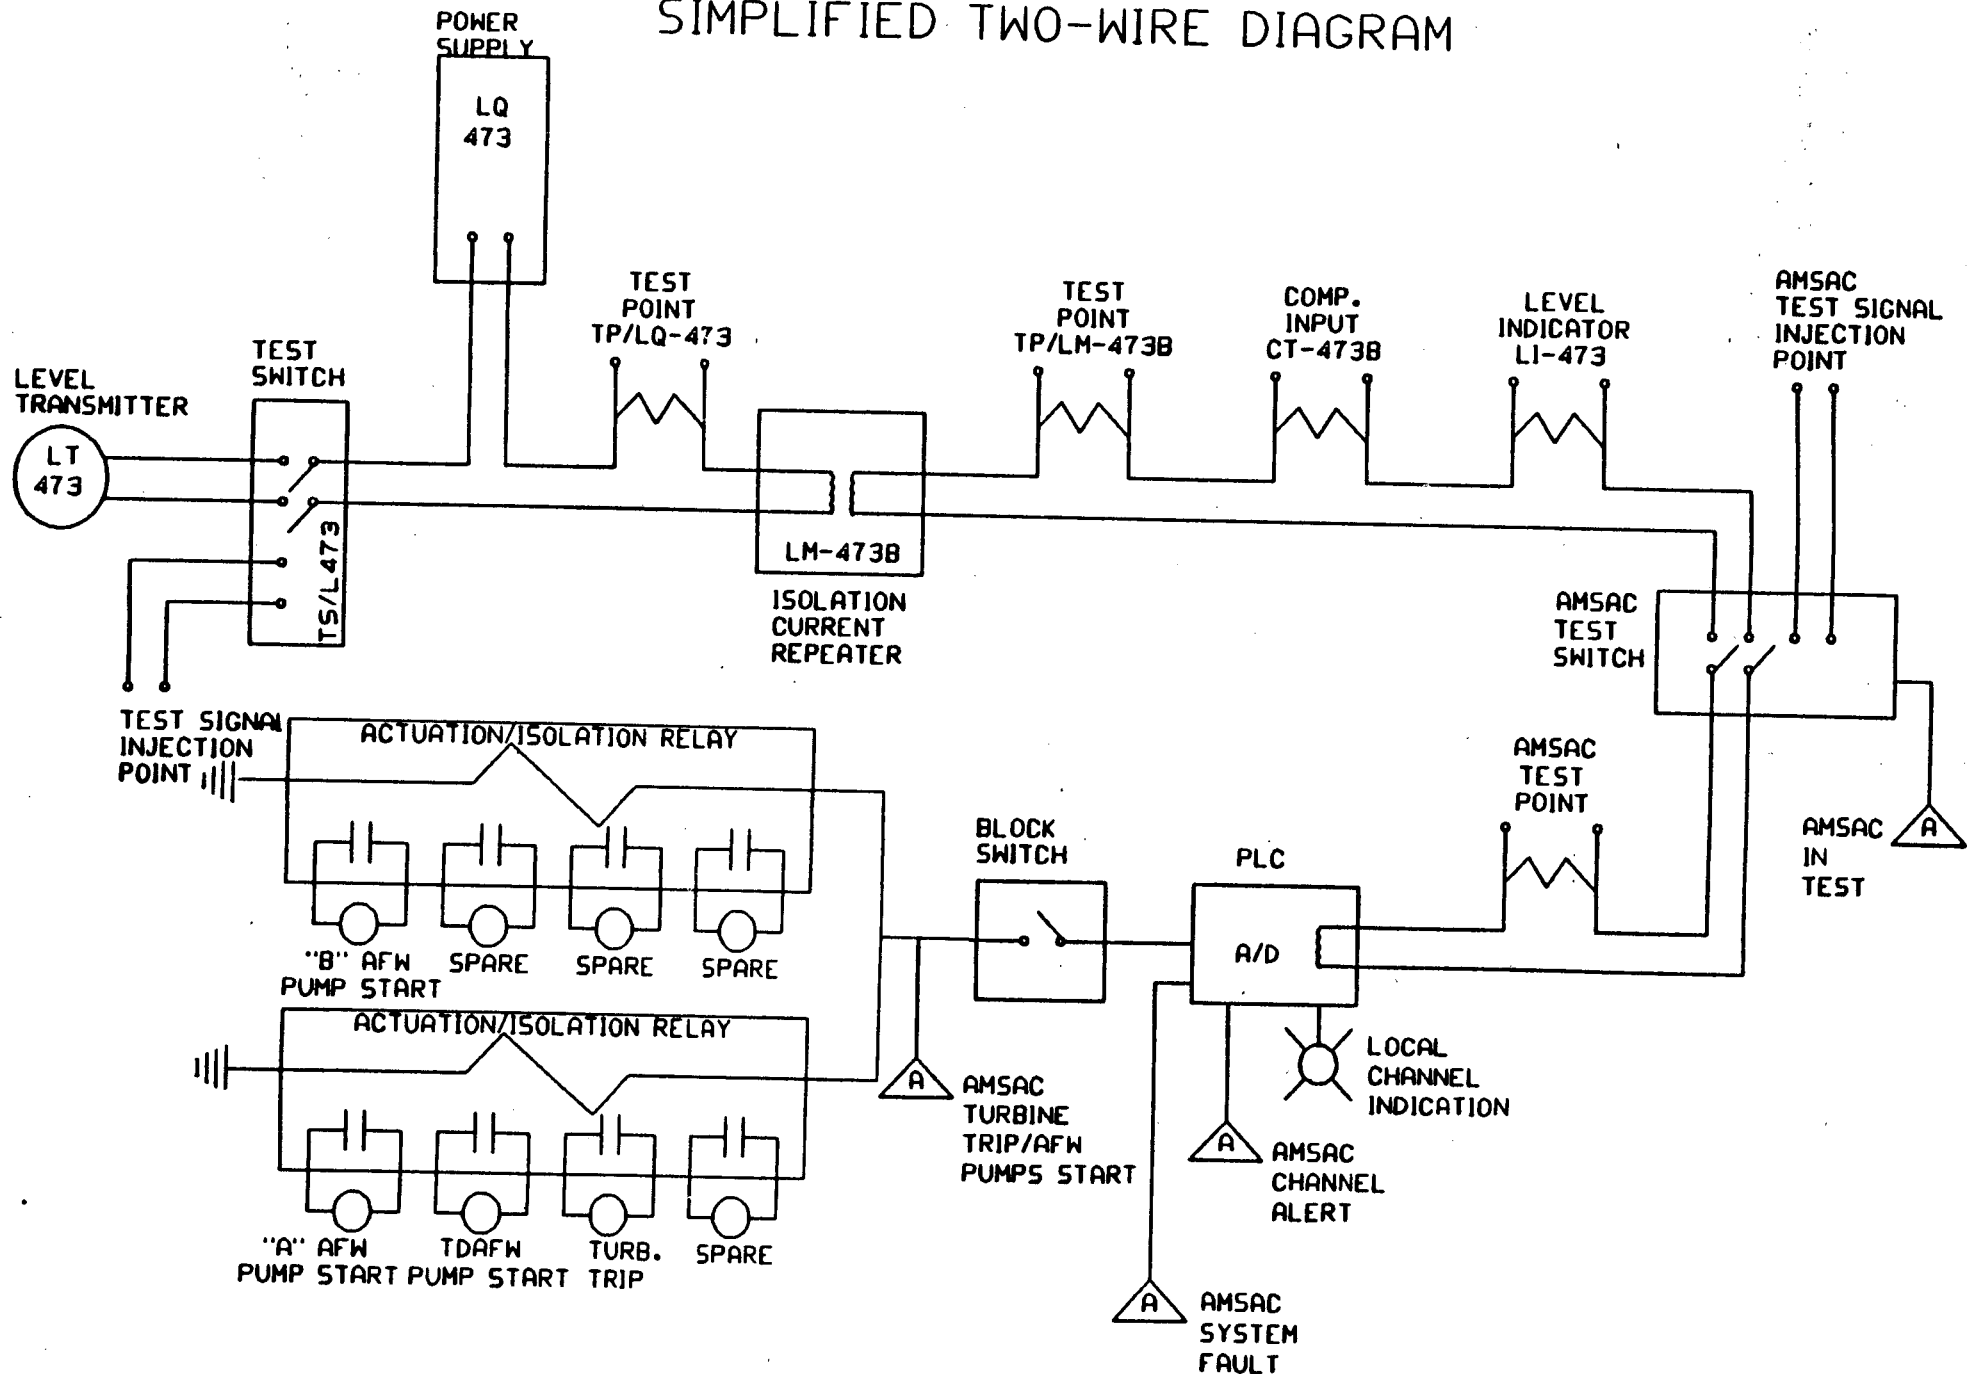 SIMPLIFIED TWO-WIRE DIAGRAM
POWER
SUPPLY
LQ
473
TEST
POINT
TP/LQ-473
TEST
POINT
TP/LM-473B
COMP.
INPUT
CT-473B
LEVEL
INDICATOR
LI-473
AMSAC
TEST SIGNAL
INJECTION
POINT
TEST
SWITCH
LEVEL
TRANSMITTER
LT
473
TS/L473
LM-473B
ISOLATION
CURRENT
REPEATER
AMSAC
TEST
SWITCH
TEST SIGNAL
INJECTION
POINT
ACTUATION/ISOLATION RELAY
AMSAC
TEST
POINT
AMSAC
IN
TEST
A
BLOCK
SWITCH
PLC
A/D
"B" AFW
PUMP START
SPARE
SPARE
SPARE
ACTUATION/ISOLATION RELAY
A
AMSAC
TURBINE
TRIP/AFW
PUMPS START
LOCAL
CHANNEL
INDICATION
A
AMSAC
CHANNEL
ALERT
"A" AFW
PUMP START
TDAFW
PUMP START
TURB.
TRIP
SPARE
A
AMSAC
SYSTEM
FAULT